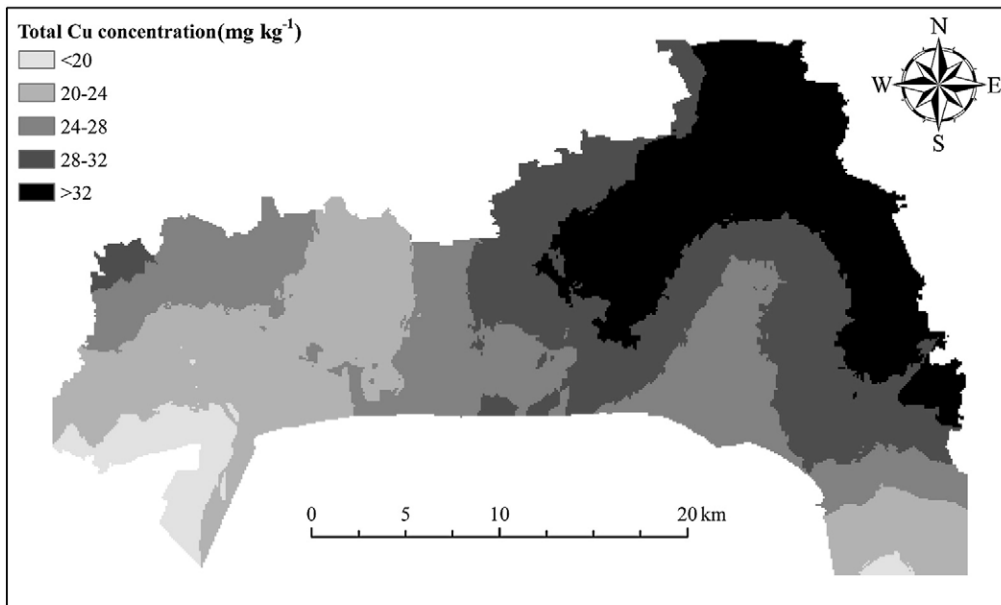 Total Cu concentration(mg kg⁻¹)
<20
20-24
24-28
28-32
>32
N
W E
S
0 5 10 20 km